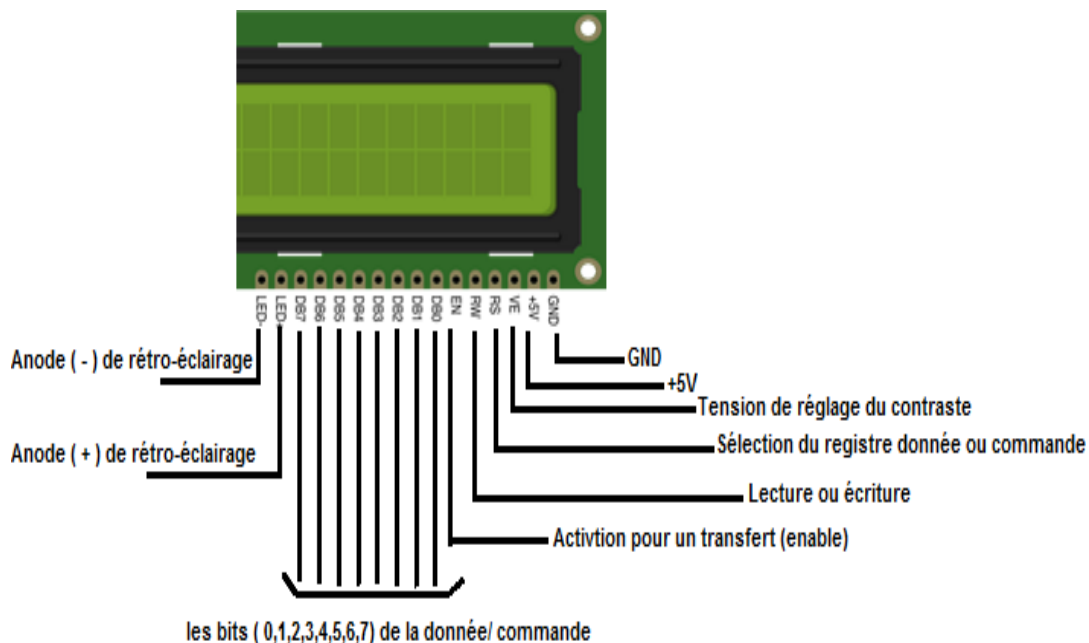 LED-
LED+
DB7
DB6
DB5
DB4
DB3
DB2
DB1
DB0
EN
RW
RS
VE
+5V
GND
Anode ( - ) de rétro-éclairage
GND
+5V
Tension de réglage du contraste
Anode ( + ) de rétro-éclairage
Sélection du registre donnée ou commande
Lecture ou écriture
Activtion pour un transfert (enable)
les bits ( 0,1,2,3,4,5,6,7) de la donnée/ commande